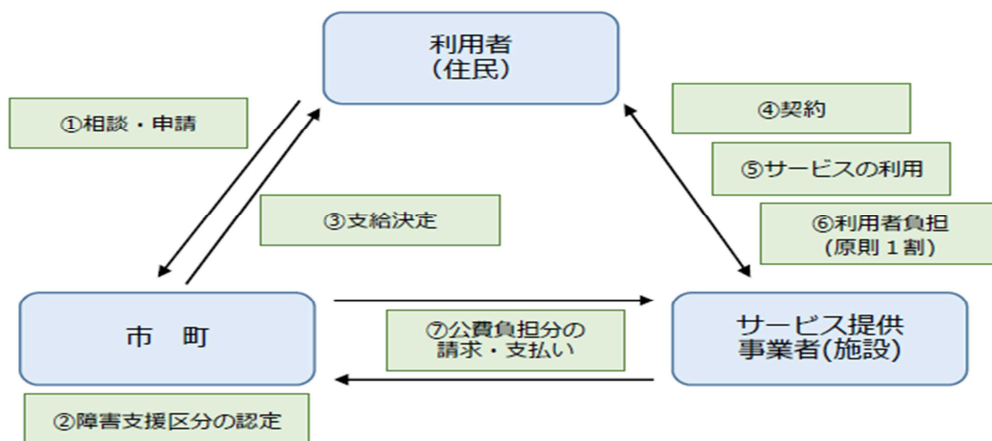 利用者
(住民)
①相談・申請
④契約
⑤サービスの利用
③支給決定
⑥利用者負担
(原則１割)
市　町
⑦公費負担分の
請求・支払い
サービス提供
事業者(施設)
②障害支援区分の認定